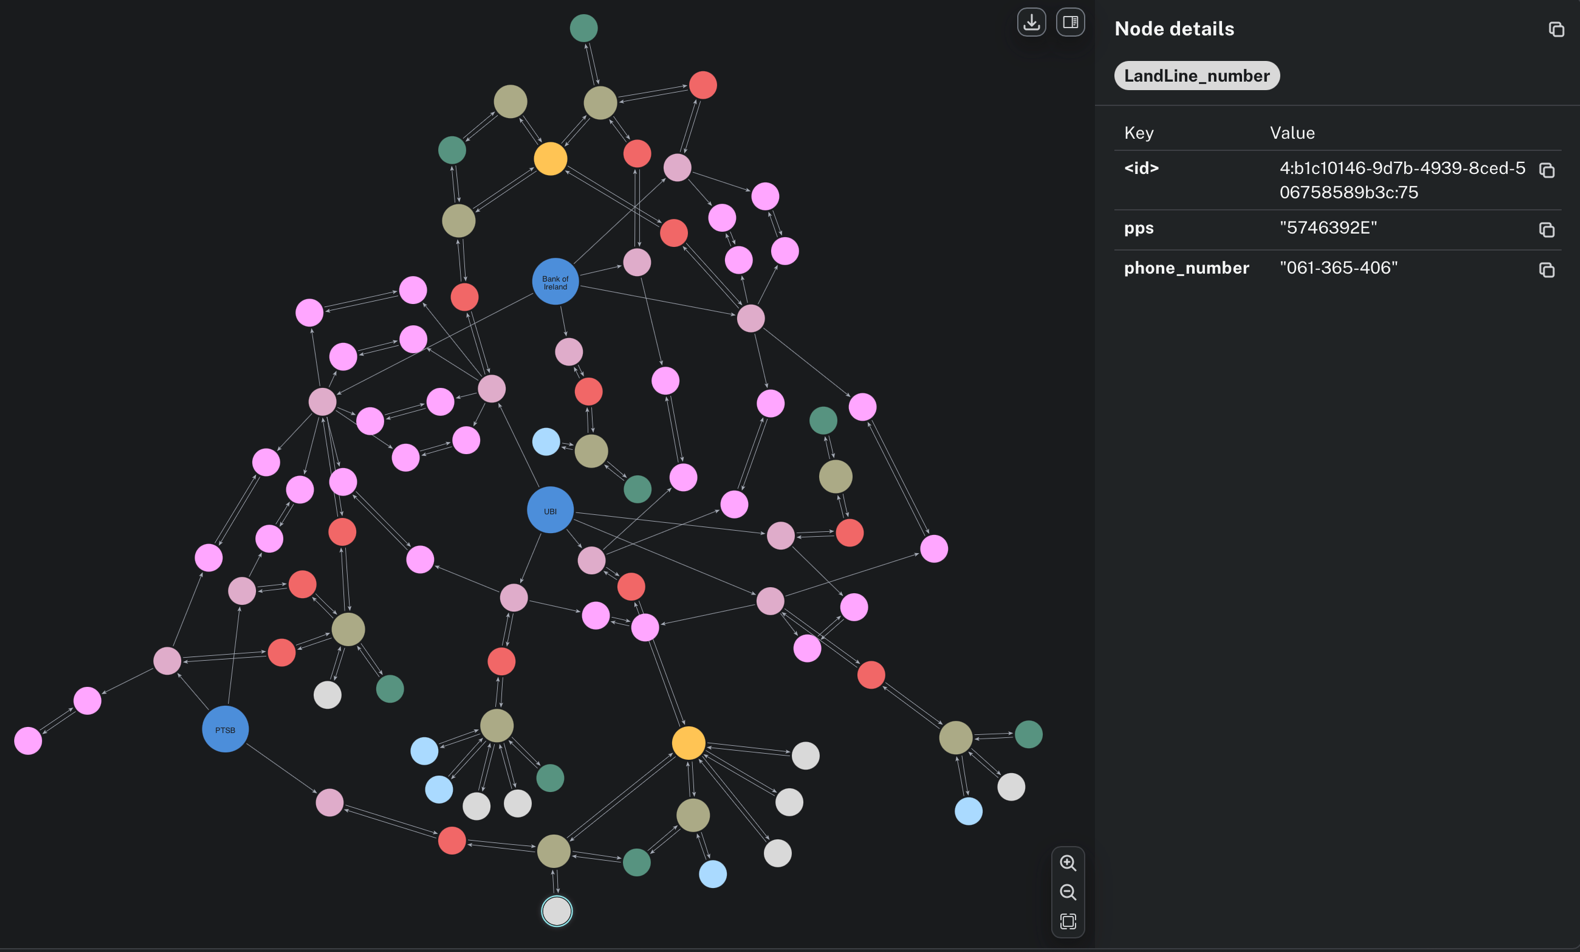 Bank of
Ireland
UBI
PTSB
Node details
LandLine_number
Key Value
<id> 4:b1c10146-9d7b-4939-8ced-5
06758589b3c:75
pps "5746392E"
phone_number "061-365-406"